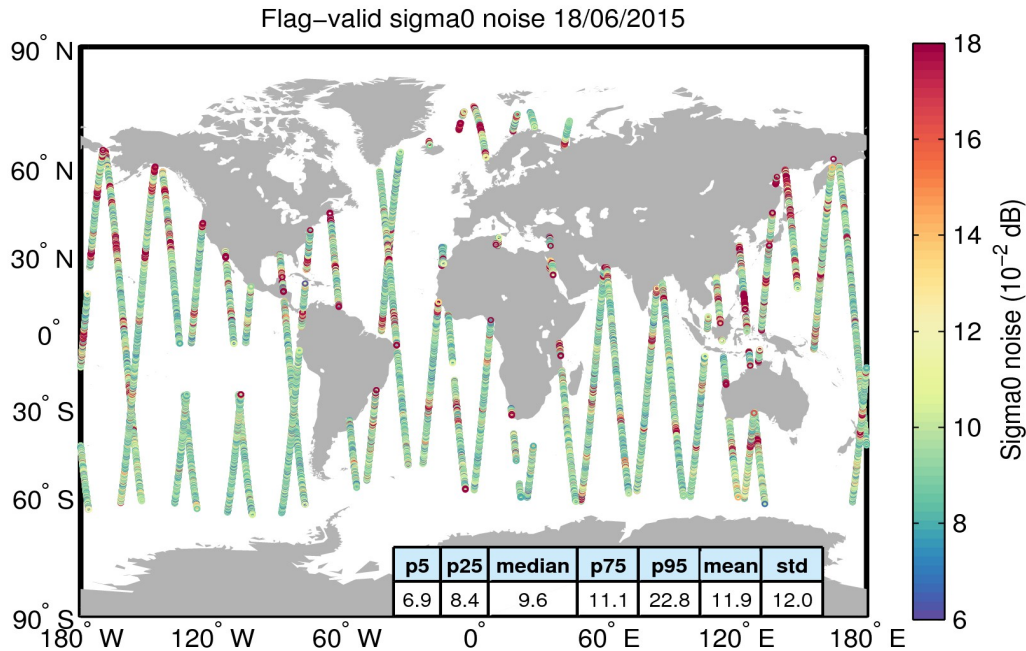 Flag−valid sigma0 noise 18/06/2015
90° N
60° N
30° N
0°
30° S
60° S
90° S
180° W 120° W 60° W 0° 60° E 120° E 180° E
p5 p25 median p75 p95 mean std
6.9 8.4 9.6 11.1 22.8 11.9 12.0
18
16
14
12
10
8
6
Sigma0 noise (10⁻² dB)